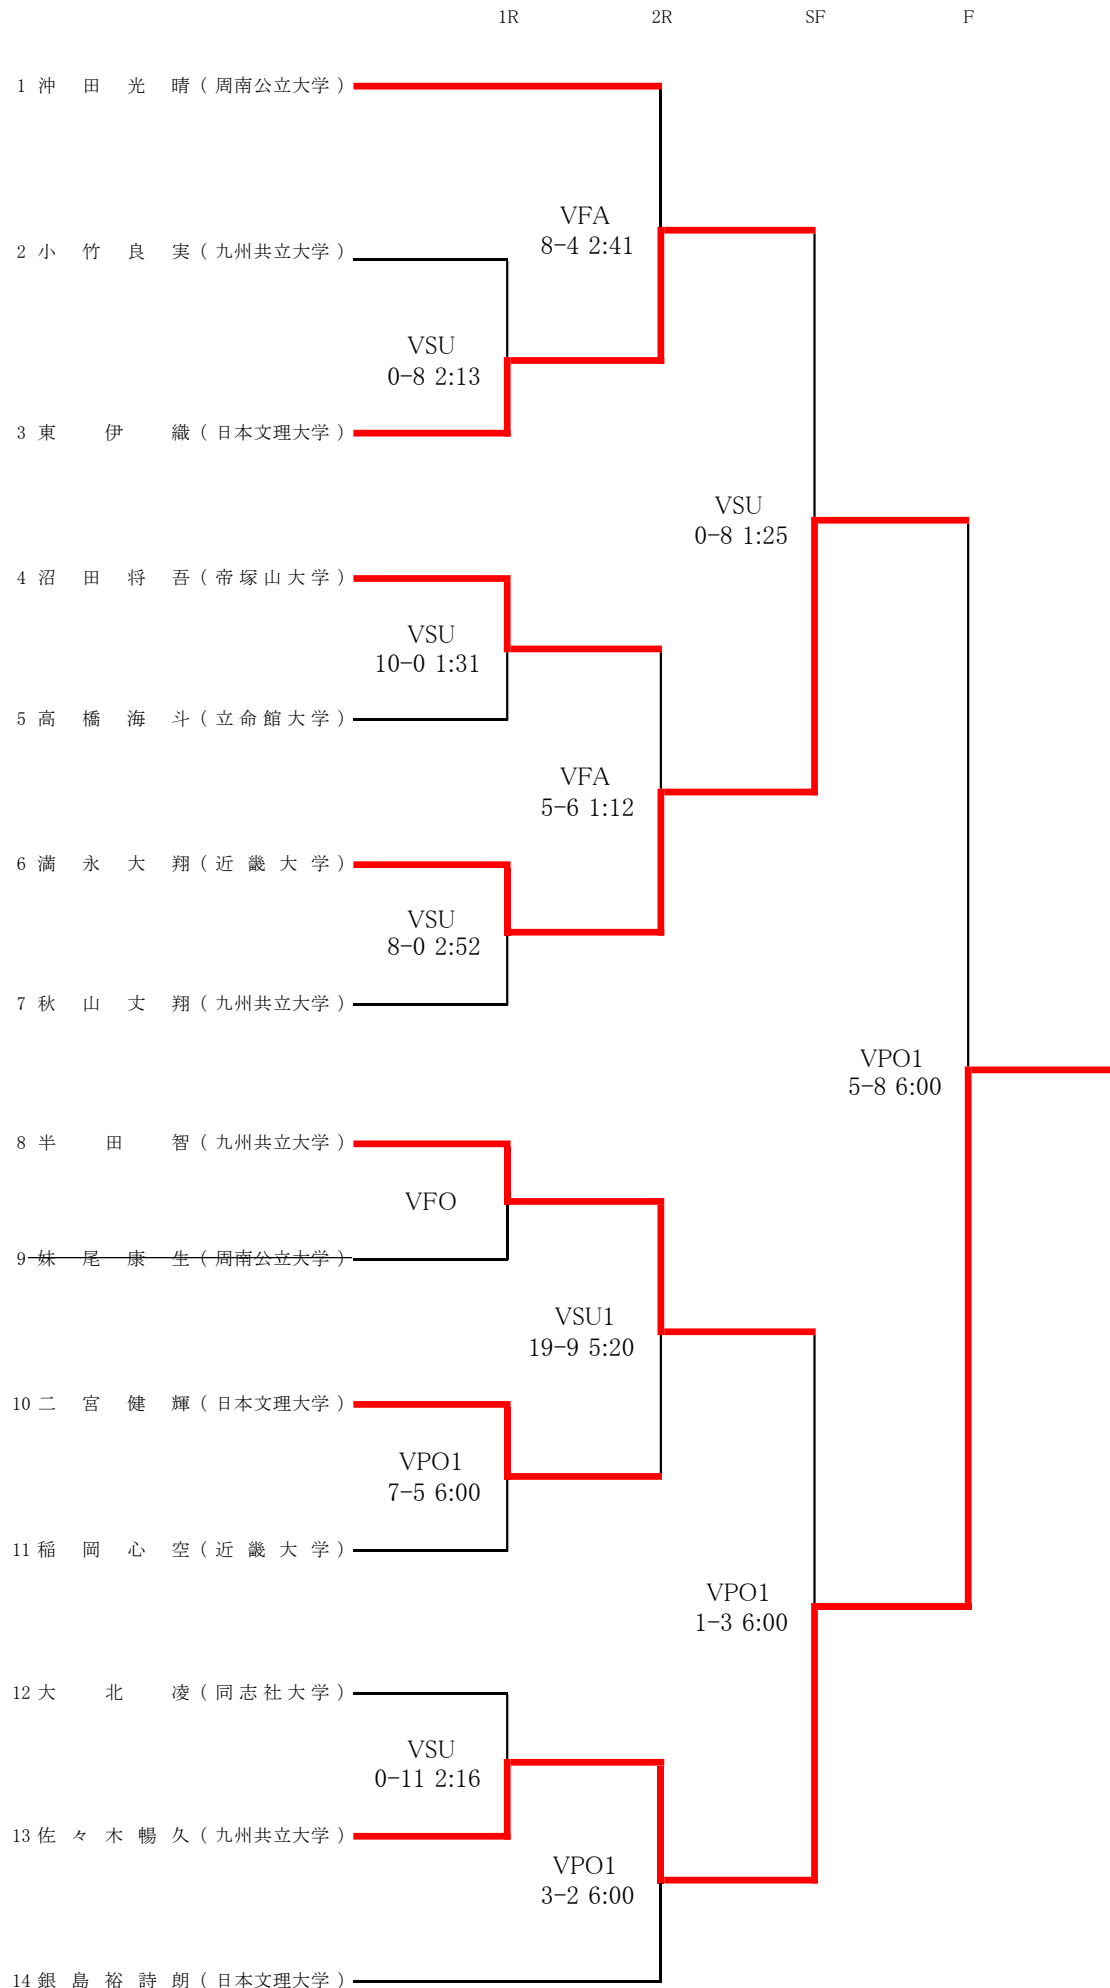 1R 2R SF F
1 沖田光晴 ( 周南公立大学 )
VFA
8-4 2:41
2 小竹良実 ( 九州共立大学 )
VSU
0-8 2:13
3 東伊織 ( 日本文理大学 )
VSU
0-8 1:25
4 沼田将吾 ( 帝塚山大学 )
VSU
10-0 1:31
5 高橋海斗 ( 立命館大学 )
VFA
5-6 1:12
6 満永大翔 ( 近畿大学 )
VSU
8-0 2:52
7 秋山丈翔 ( 九州共立大学 )
VPO1
5-8 6:00
8 半田智 ( 九州共立大学 )
VFO
9 妹尾康生 ( 周南公立大学 )
VSU1
19-9 5:20
10 二宮健輝 ( 日本文理大学 )
VPO1
7-5 6:00
11 稲岡心空 ( 近畿大学 )
VPO1
1-3 6:00
12 大北凌 ( 同志社大学 )
VSU
0-11 2:16
13 佐々木暢久 ( 九州共立大学 )
VPO1
3-2 6:00
14 銀島裕詩朗 ( 日本文理大学 )